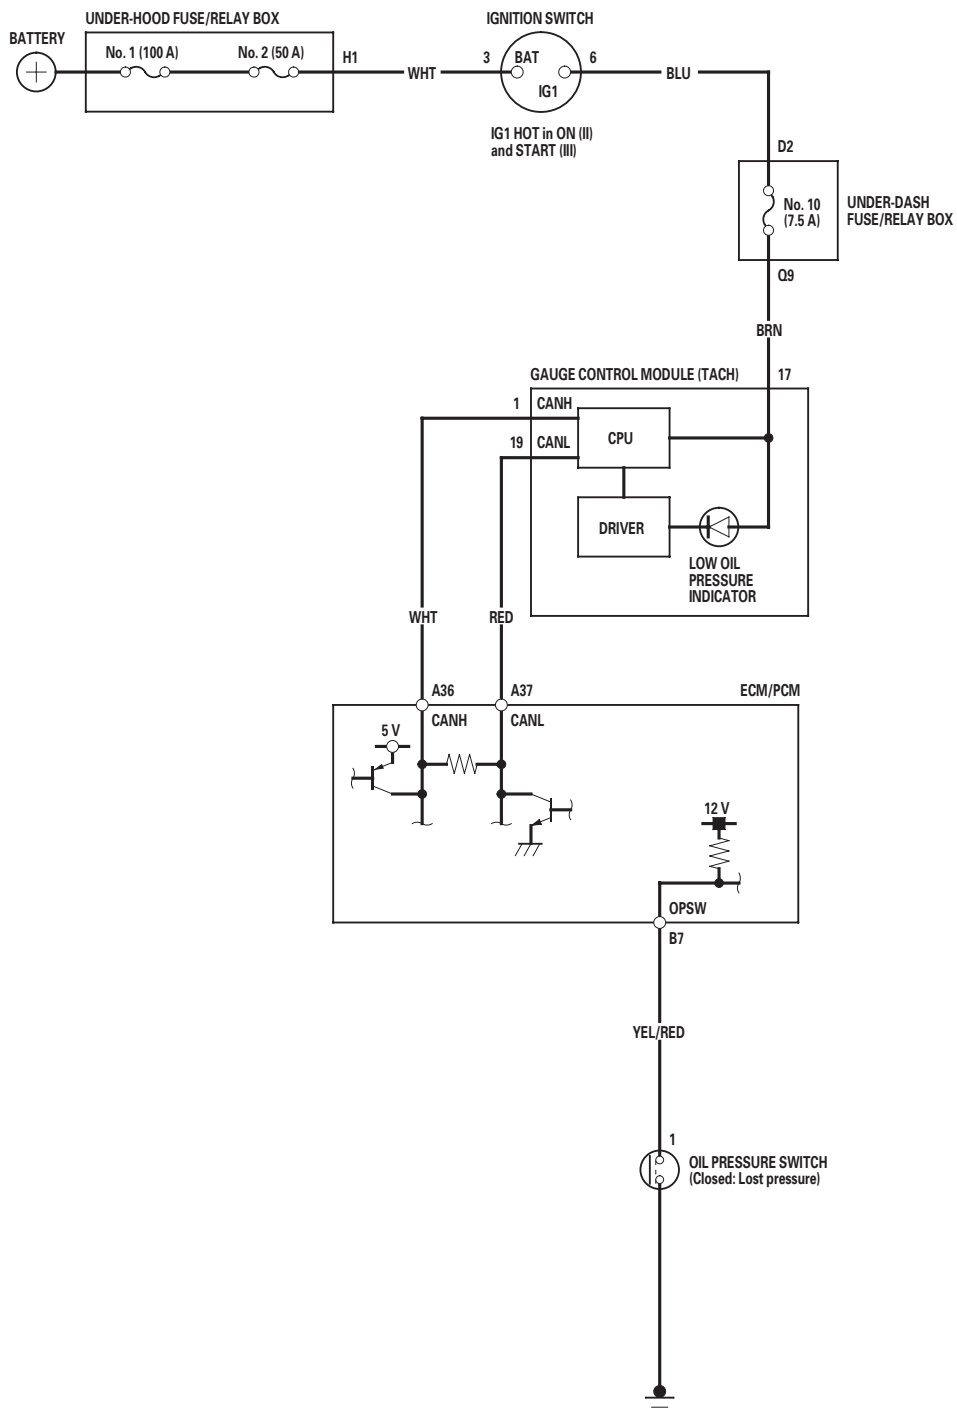 UNDER-HOOD FUSE/RELAY BOX
IGNITION SWITCH
BATTERY
No. 1 (100 A)
No. 2 (50 A)
H1
WHT
3
BAT
IG1
6
BLU
IG1 HOT in ON (II)
and START (III)
D2
No. 10
(7.5 A)
UNDER-DASH
FUSE/RELAY BOX
Q9
BRN
GAUGE CONTROL MODULE (TACH)
17
1
CANH
19
CANL
CPU
DRIVER
LOW OIL
PRESSURE
INDICATOR
WHT
RED
A36
A37
ECM/PCM
CANH
CANL
5 V
12 V
OPSW
B7
YEL/RED
1
OIL PRESSURE SWITCH
(Closed: Lost pressure)